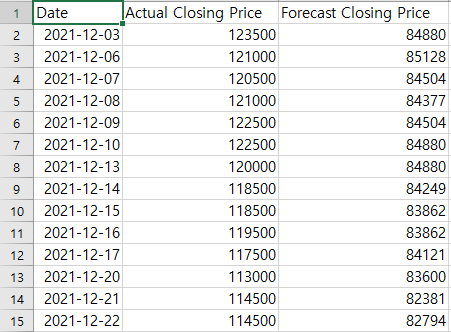 1 Date Actual Closing Price Forecast Closing Price
2 2021-12-03 123500 84880
3 2021-12-06 121000 85128
4 2021-12-07 120500 84504
5 2021-12-08 121000 84377
6 2021-12-09 122500 84504
7 2021-12-10 122500 84880
8 2021-12-13 120000 84880
9 2021-12-14 118500 84249
10 2021-12-15 118500 83862
11 2021-12-16 119500 83862
12 2021-12-17 117500 84121
13 2021-12-20 113000 83600
14 2021-12-21 114500 82381
15 2021-12-22 114500 82794